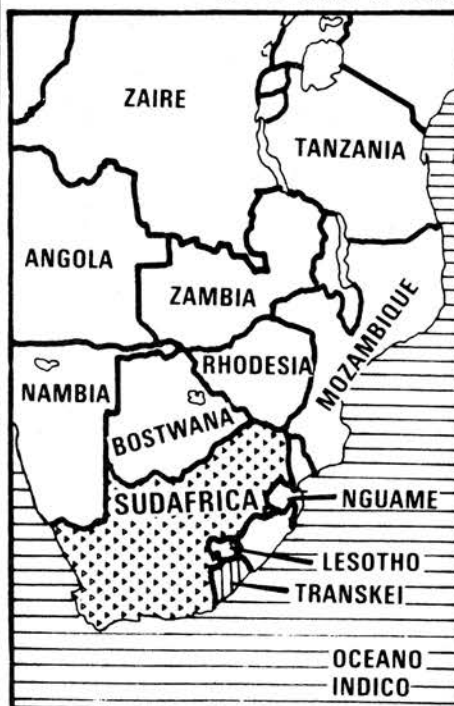 ZAIRE
TANZANIA
ANGOLA
ZAMBIA
MOZAMBIQUE
RHODESIA
NAMBIA
BOSTWANA
SUDAFRICA
NGUAME
LESOTHO
TRANSKEI
OCEANO
INDICO